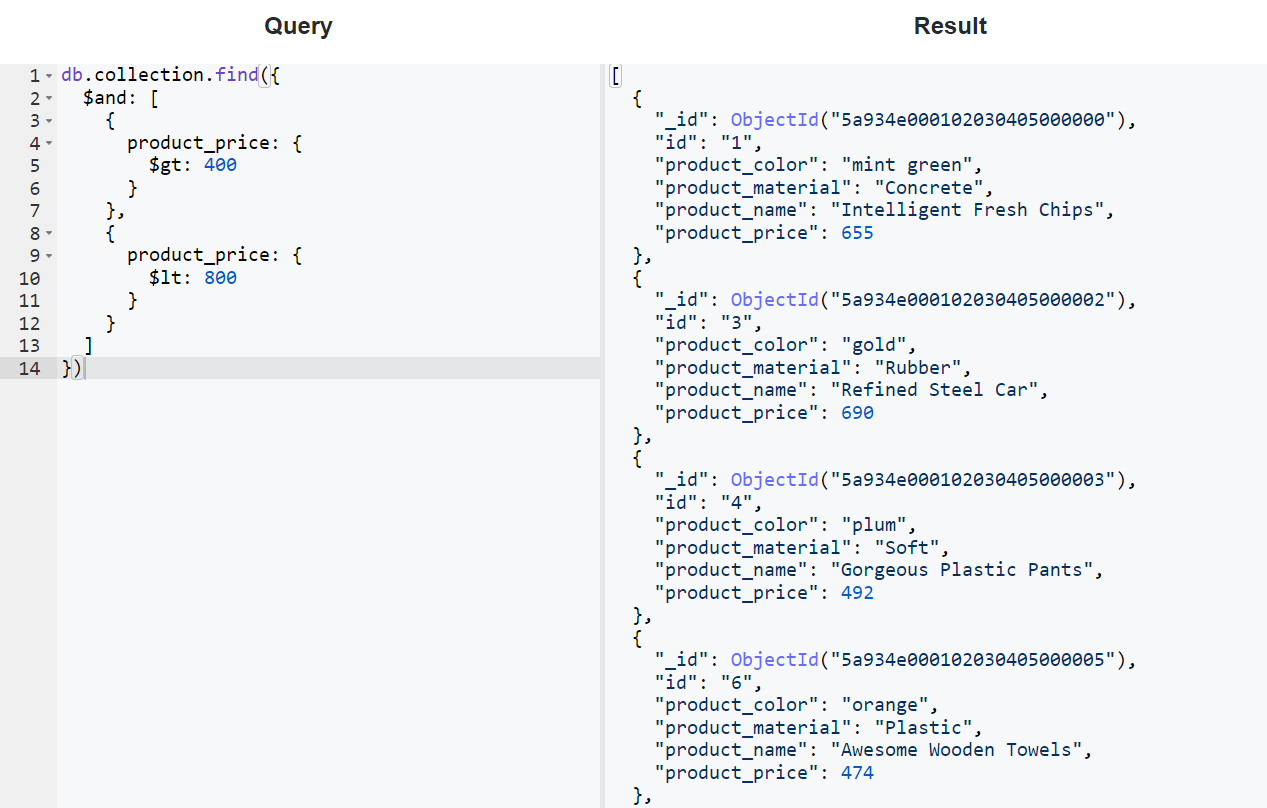 Query
Result
1 db.collection.find({
2   $and: [
3     {
4       product_price: {
5         $gt: 400
6       }
7     },
8     {
9       product_price: {
10         $lt: 800
11       }
12     }
13   ]
14 })
[
  {
    "_id": ObjectId("5a934e000102030405000000"),
    "id": "1",
    "product_color": "mint green",
    "product_material": "Concrete",
    "product_name": "Intelligent Fresh Chips",
    "product_price": 655
  },
  {
    "_id": ObjectId("5a934e000102030405000002"),
    "id": "3",
    "product_color": "gold",
    "product_material": "Rubber",
    "product_name": "Refined Steel Car",
    "product_price": 690
  },
  {
    "_id": ObjectId("5a934e000102030405000003"),
    "id": "4",
    "product_color": "plum",
    "product_material": "Soft",
    "product_name": "Gorgeous Plastic Pants",
    "product_price": 492
  },
  {
    "_id": ObjectId("5a934e000102030405000005"),
    "id": "6",
    "product_color": "orange",
    "product_material": "Plastic",
    "product_name": "Awesome Wooden Towels",
    "product_price": 474
  },